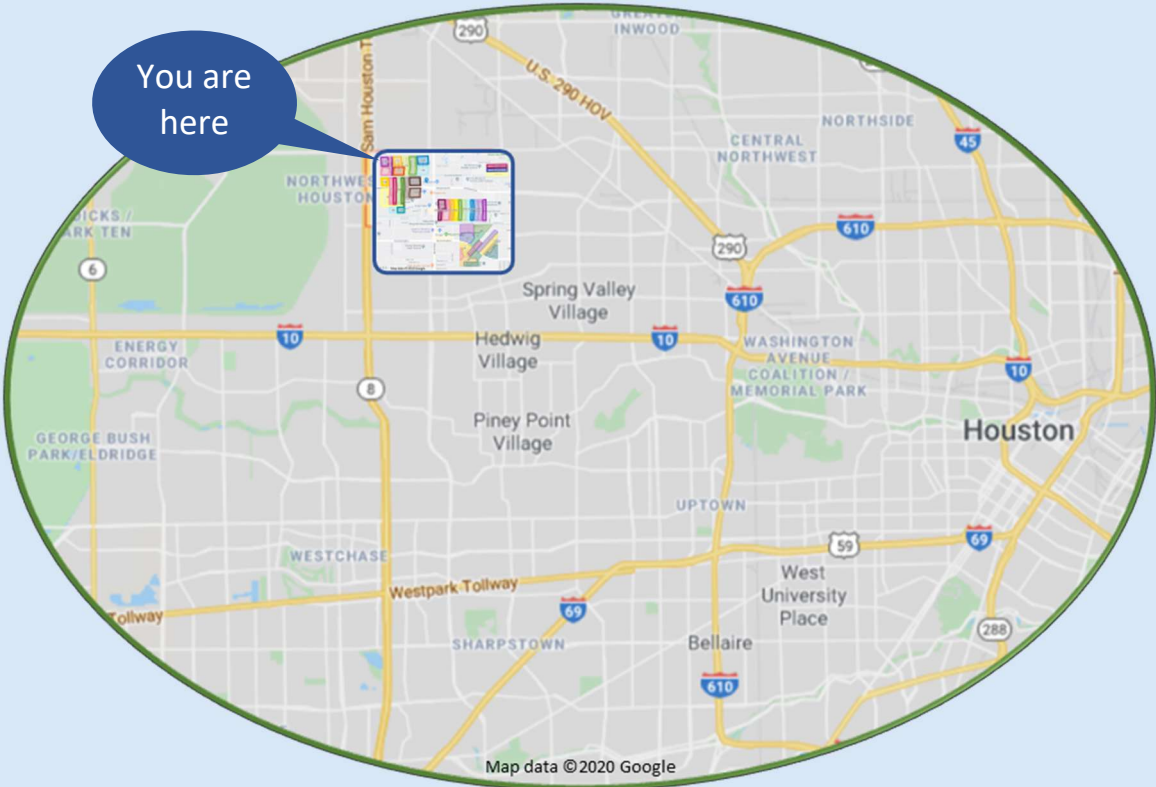 You are
here
290
GREATER
INWOOD
U.S. 290 HOV
Sam Houston T
NORTHSIDE
CENTRAL
NORTHWEST
45
NORTHWES
HOUSTON
DICKS /
ARK TEN
6
290
610
610
Spring Valley
Village
10
Hedwig
Village
10
WASHINGTON
AVENUE
COALITION /
MEMORIAL PARK
10
ENERGY
CORRIDOR
8
Piney Point
Village
Houston
GEORGE BUSH
PARK/ELDRIDGE
UPTOWN
WESTCHASE
59
69
Westpark Tollway
Tollway
69
West
University
Place
288
SHARPSTOWN
Bellaire
610
Map data ©2020 Google